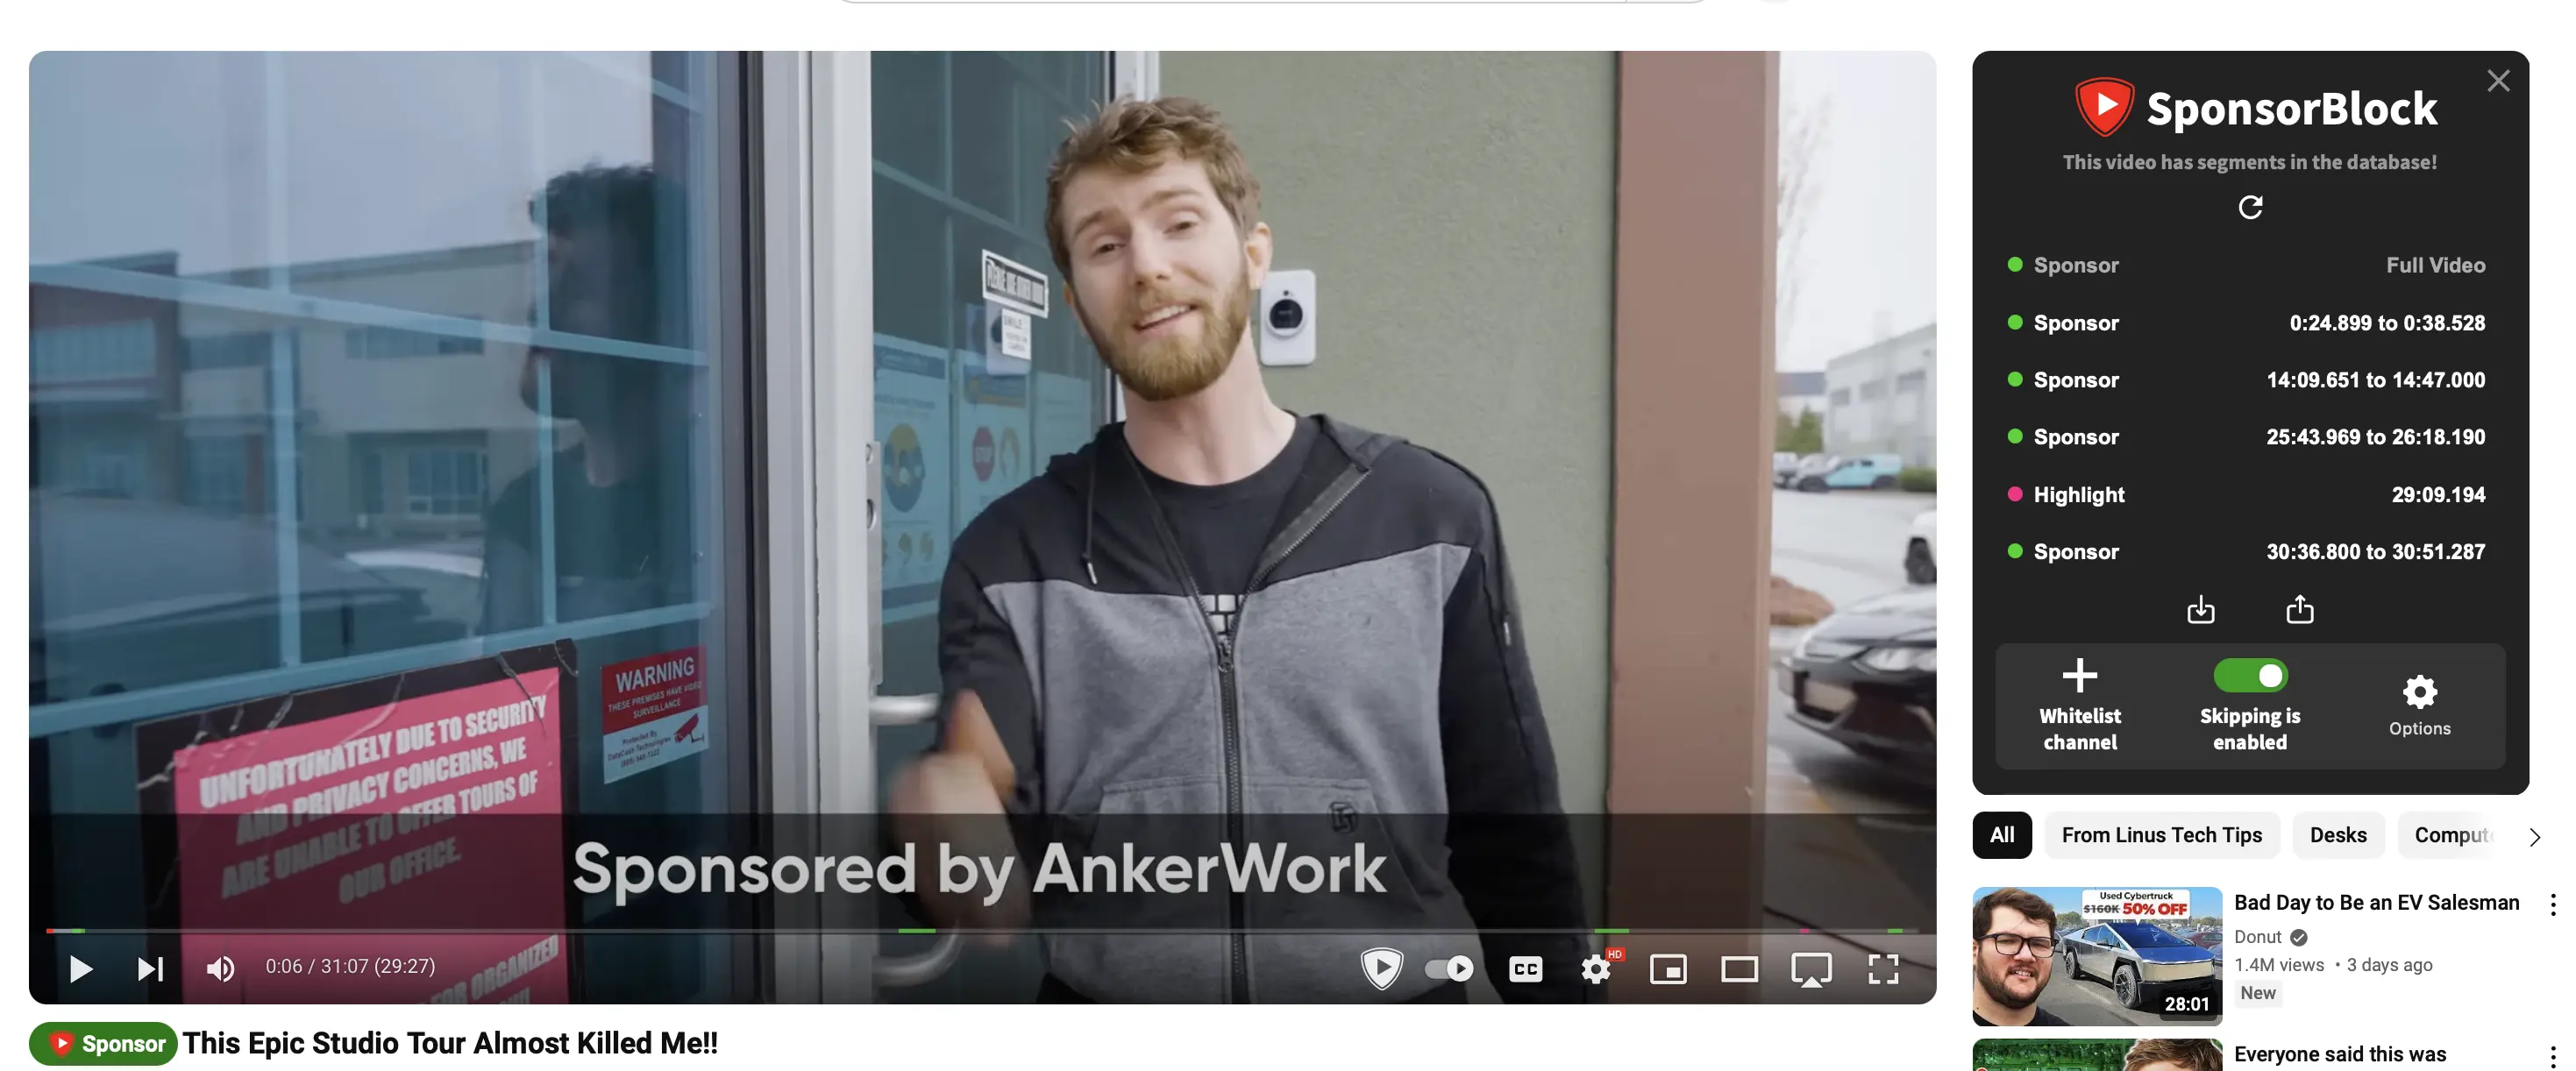 SponsorBlock
This video has segments in the database!
Sponsor Full Video
Sponsor 0:24.899 to 0:38.528
Sponsor 14:09.651 to 14:47.000
Sponsor 25:43.969 to 26:18.190
Highlight 29:09.194
Sponsor 30:36.800 to 30:51.287
Whitelist
channel
Skipping is
enabled
Options
WARNING
THESE PREMISES HAVE VIDEO
SURVEILLANCE
UNFORTUNATELY DUE TO SECURITY
AND PRIVACY CONCERNS, WE
ARE UNABLE TO OFFER TOURS OF
OUR OFFICE.
FOR ORGANIZED
Sponsored by AnkerWork
0:06 / 31:07 (29:27)
CC
HD
Sponsor This Epic Studio Tour Almost Killed Me!!
All From Linus Tech Tips Desks
Used Cybertruck
$160K 50% OFF
28:01
Bad Day to Be an EV Salesman
Donut
1.4M views • 3 days ago
New
Everyone said this was